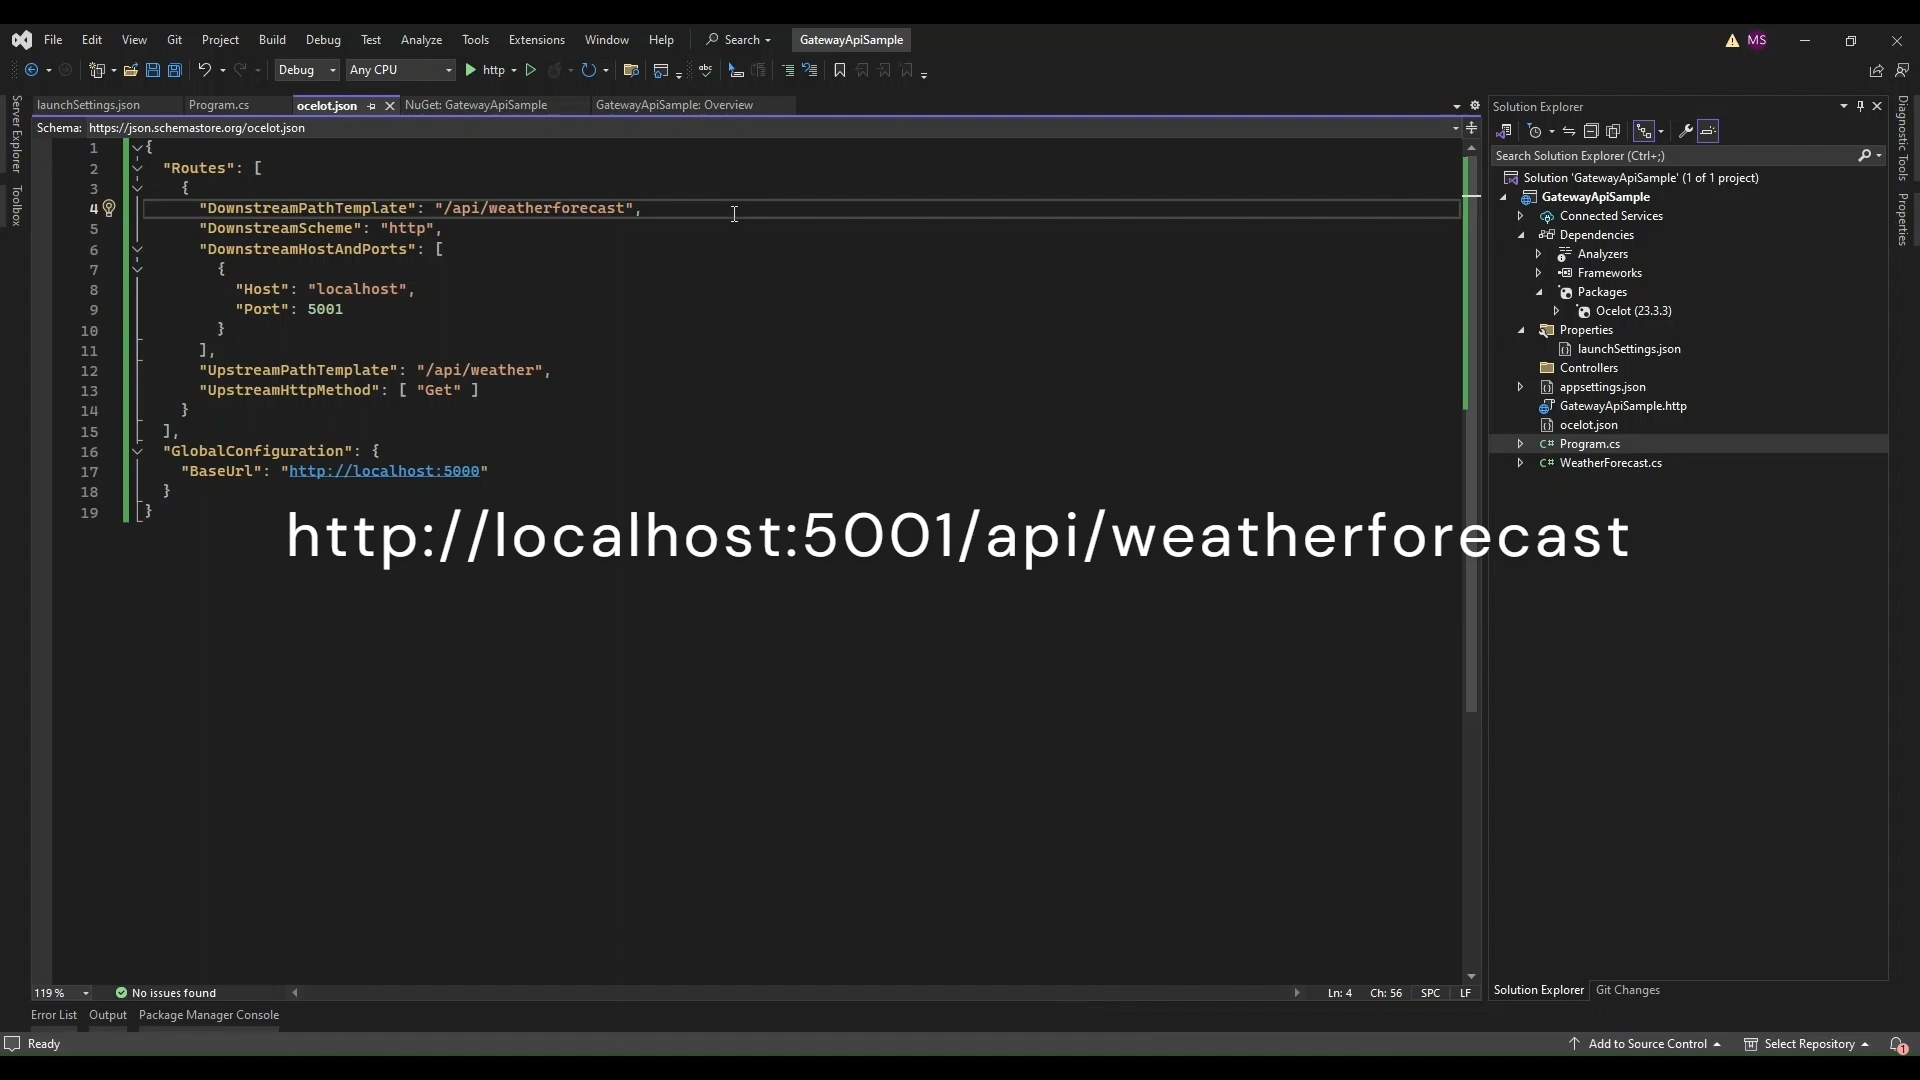 File Edit View Git Project Build Debug Test Analyze Tools Extensions Window Help Search GatewayApiSample MS
Debug Any CPU http
launchSettings.json Program.cs ocelot.json NuGet: GatewayApiSample GatewayApiSample: Overview
Schema: https://json.schemastore.org/ocelot.json
1 {
2 "Routes": [
3 {
4 "DownstreamPathTemplate": "/api/weatherforecast",
5 "DownstreamScheme": "http",
6 "DownstreamHostAndPorts": [
7 {
8 "Host": "localhost",
9 "Port": 5001
10 }
11 ],
12 "UpstreamPathTemplate": "/api/weather",
13 "UpstreamHttpMethod": [ "Get" ]
14 }
15 ],
16 "GlobalConfiguration": {
17 "BaseUrl": "http://localhost:5000"
18 }
19 }
http://localhost:5001/api/weatherforecast
Server Explorer
Toolbox
Solution Explorer
Search Solution Explorer (Ctrl+;)
Solution 'GatewayApiSample' (1 of 1 project)
GatewayApiSample
Connected Services
Dependencies
Analyzers
Frameworks
Packages
Ocelot (23.3.3)
Properties
launchSettings.json
Controllers
appsettings.json
GatewayApiSample.http
ocelot.json
C# Program.cs
C# WeatherForecast.cs
Diagnostic Tools
Properties
119 % No issues found Ln: 4 Ch: 56 SPC LF
Solution Explorer Git Changes
Error List Output Package Manager Console
Ready Add to Source Control Select Repository 1